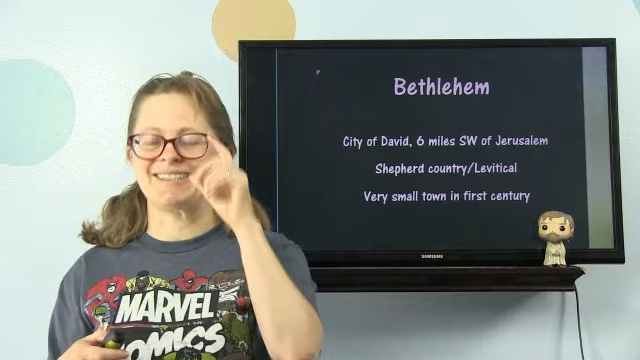 Bethlehem
City of David, 6 miles SW of Jerusalem
Shepherd country/Levitical
Very small town in first century
SAMSUNG
MARVEL
COMICS